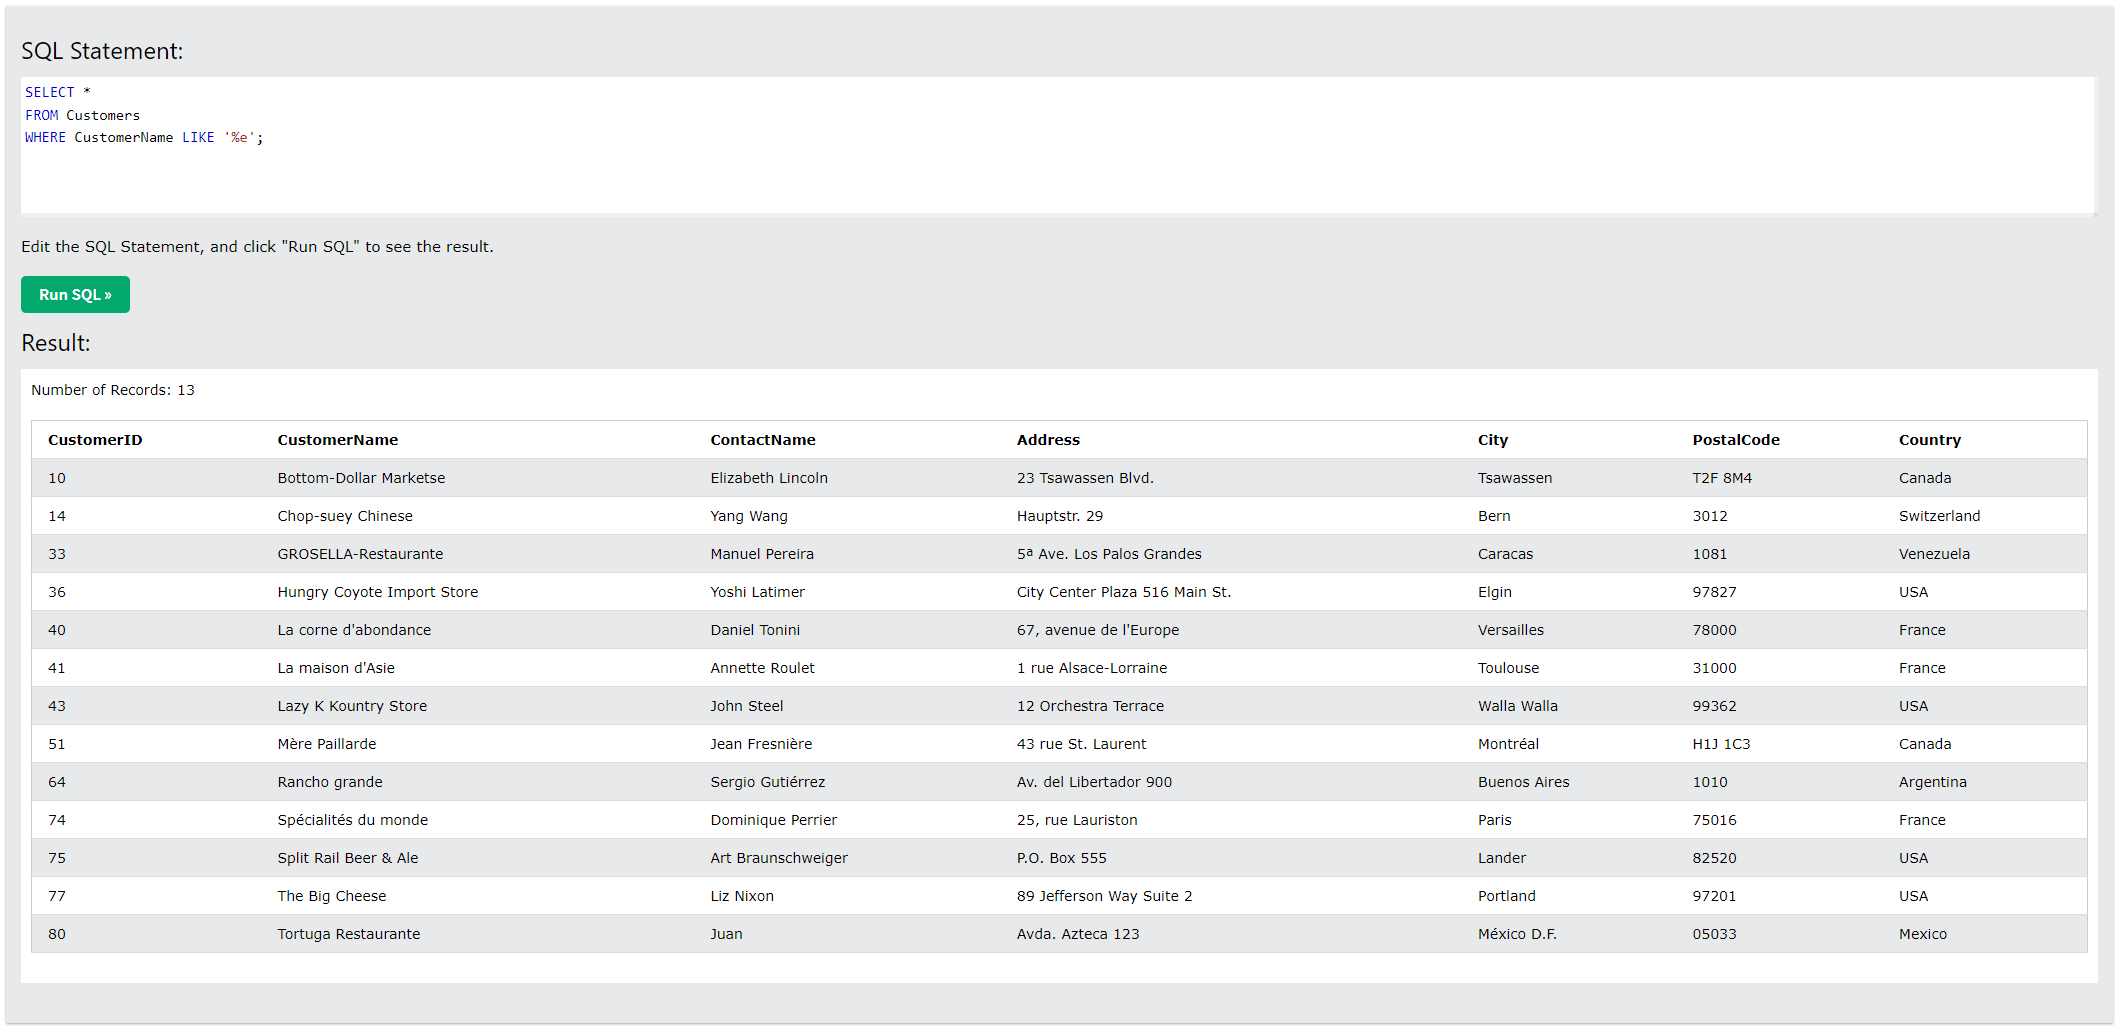 SQL Statement:
SELECT *
FROM Customers
WHERE CustomerName LIKE '%e';
Edit the SQL Statement, and click "Run SQL" to see the result.
Run SQL »
Result:
Number of Records: 13
CustomerID CustomerName ContactName Address City PostalCode Country
10 Bottom-Dollar Marketse Elizabeth Lincoln 23 Tsawassen Blvd. Tsawassen T2F 8M4 Canada
14 Chop-suey Chinese Yang Wang Hauptstr. 29 Bern 3012 Switzerland
33 GROSELLA-Restaurante Manuel Pereira 5ª Ave. Los Palos Grandes Caracas 1081 Venezuela
36 Hungry Coyote Import Store Yoshi Latimer City Center Plaza 516 Main St. Elgin 97827 USA
40 La corne d'abondance Daniel Tonini 67, avenue de l'Europe Versailles 78000 France
41 La maison d'Asie Annette Roulet 1 rue Alsace-Lorraine Toulouse 31000 France
43 Lazy K Kountry Store John Steel 12 Orchestra Terrace Walla Walla 99362 USA
51 Mère Paillarde Jean Fresnière 43 rue St. Laurent Montréal H1J 1C3 Canada
64 Rancho grande Sergio Gutiérrez Av. del Libertador 900 Buenos Aires 1010 Argentina
74 Spécialités du monde Dominique Perrier 25, rue Lauriston Paris 75016 France
75 Split Rail Beer & Ale Art Braunschweiger P.O. Box 555 Lander 82520 USA
77 The Big Cheese Liz Nixon 89 Jefferson Way Suite 2 Portland 97201 USA
80 Tortuga Restaurante Juan Avda. Azteca 123 México D.F. 05033 Mexico